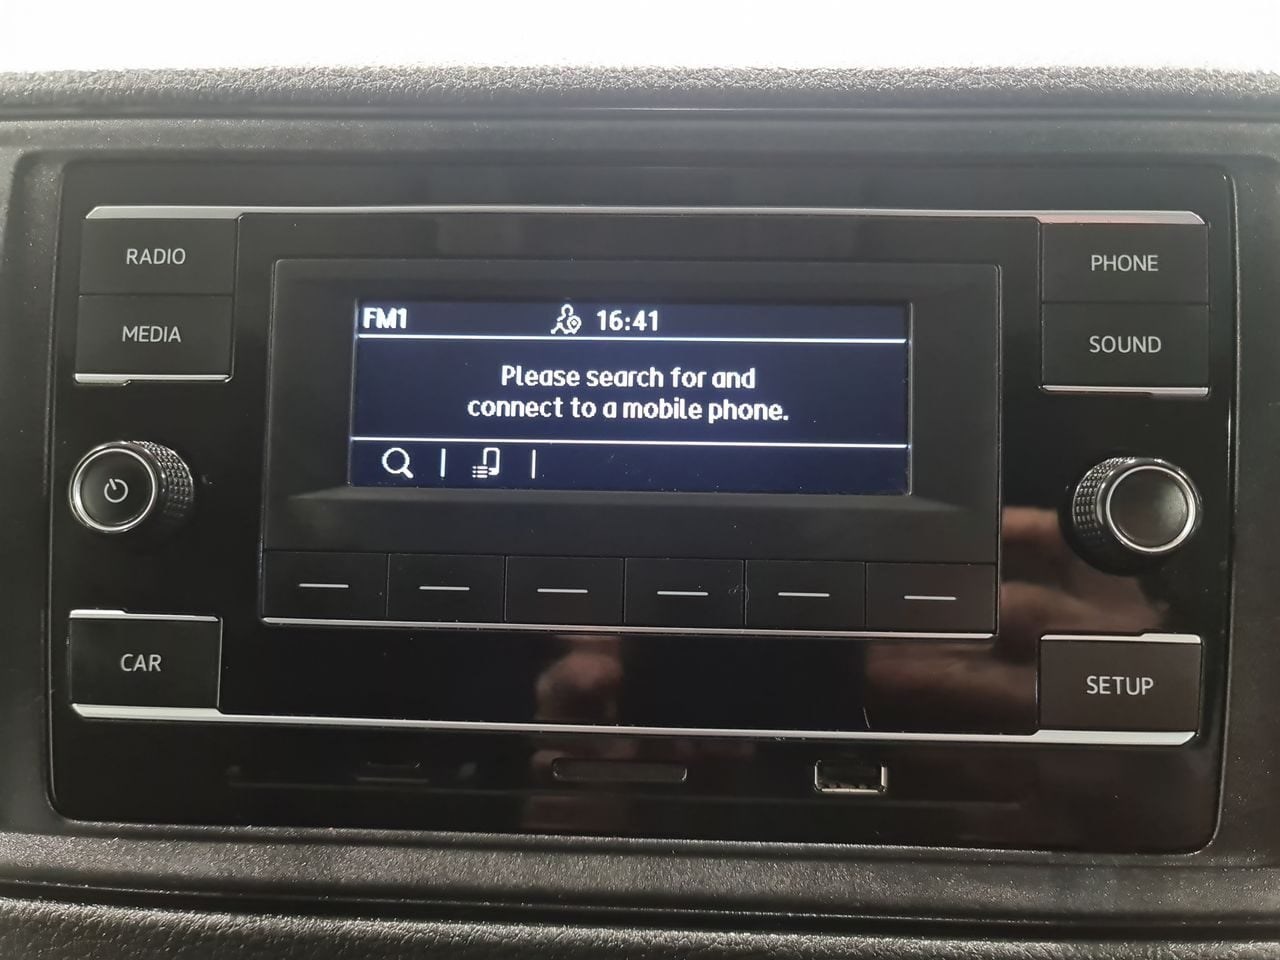 RADIO
MEDIA
FM1 16:41
Please search for and
connect to a mobile phone.
PHONE
SOUND
CAR
SETUP